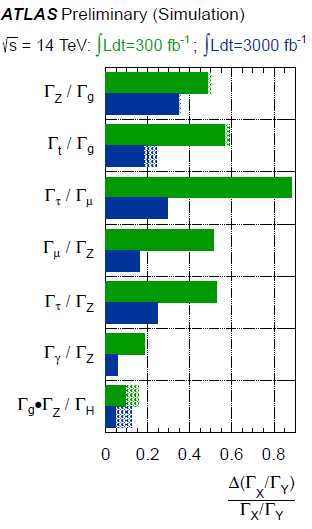 ATLAS Preliminary (Simulation)
√s = 14 TeV: ∫Ldt=300 fb⁻¹ ; ∫Ldt=3000 fb⁻¹
Γ_Z / Γ_g
Γ_t / Γ_g
Γ_τ / Γ_μ
Γ_μ / Γ_Z
Γ_τ / Γ_Z
Γ_γ / Γ_Z
Γ_g•Γ_Z / Γ_H
0 0.2 0.4 0.6 0.8
Δ(Γ_X/Γ_Y)
Γ_X/Γ_Y